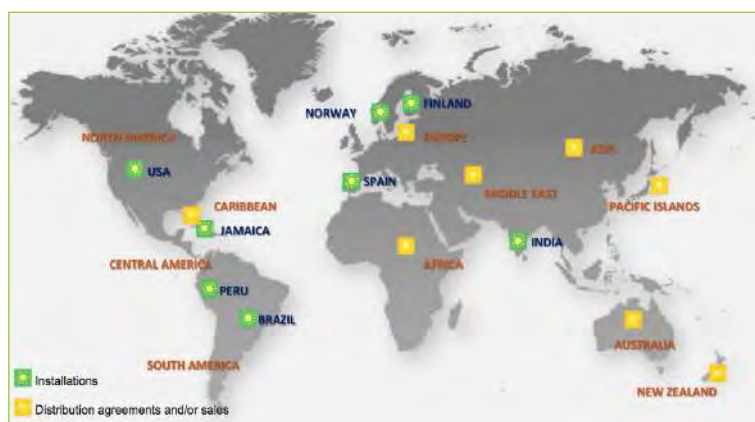 NORWAY
FINLAND
NORTH AMERICA
EUROPE
ASIA
USA
SPAIN
MIDDLE EAST
CARIBBEAN
PACIFIC ISLANDS
JAMAICA
INDIA
CENTRAL AMERICA
AFRICA
PERU
BRAZIL
AUSTRALIA
SOUTH AMERICA
Installations
NEW ZEALAND
Distribution agreements and/or sales